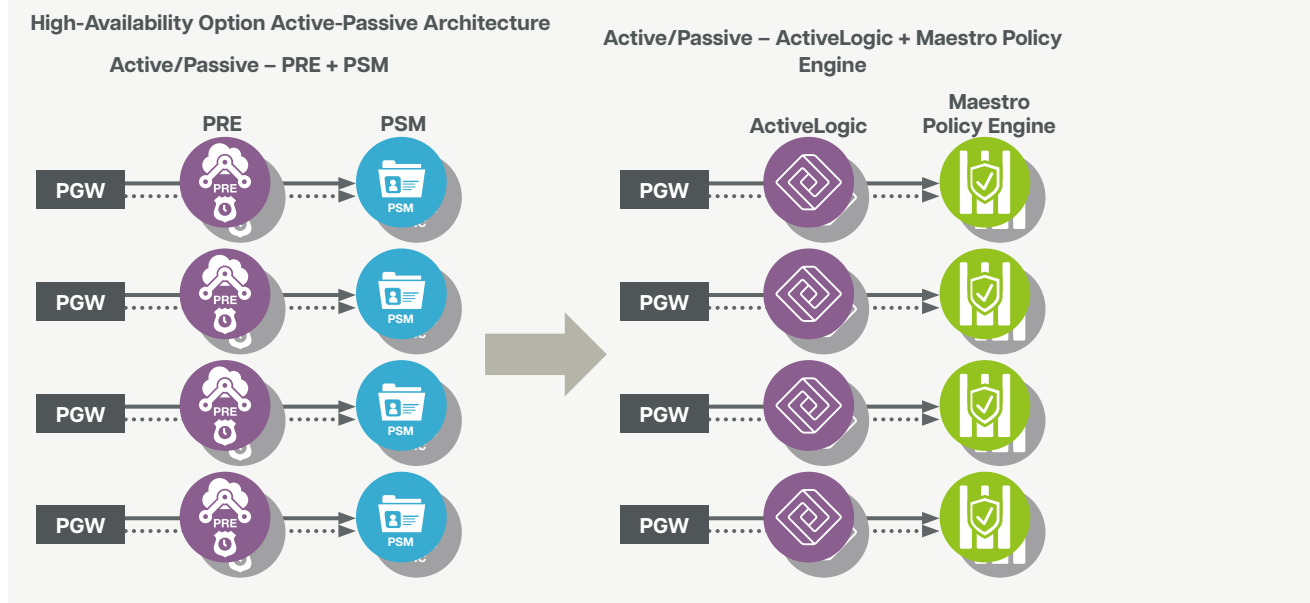 High-Availability Option Active-Passive Architecture
Active/Passive – PRE + PSM
PRE
PSM
PGW
PRE
PSM
PGW
PRE
PSM
PGW
PRE
PSM
PGW
PRE
PSM
Active/Passive – ActiveLogic + Maestro Policy
Engine
ActiveLogic
Maestro
Policy Engine
PGW
PGW
PGW
PGW